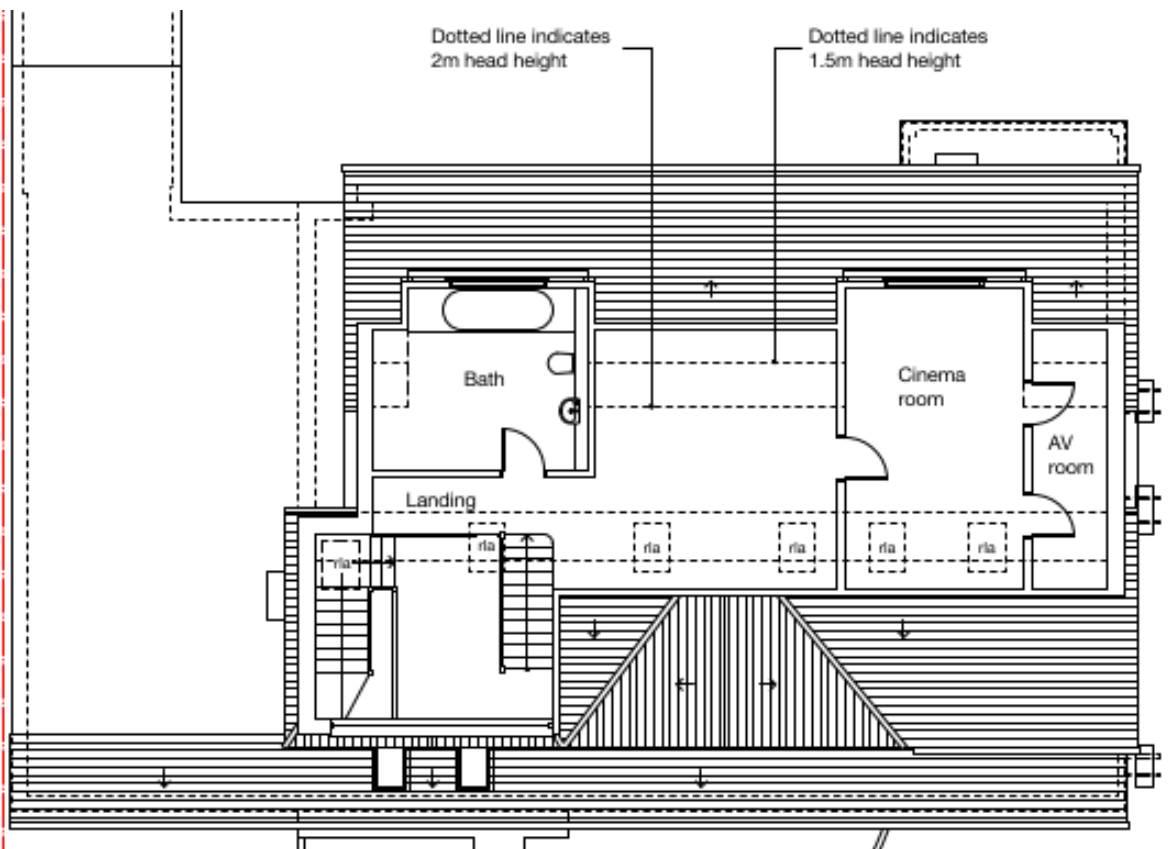 Dotted line indicates
2m head height
Dotted line indicates
1.5m head height
Bath
Cinema
room
AV
room
Landing
rla
rla
rla
rla
rla
rla